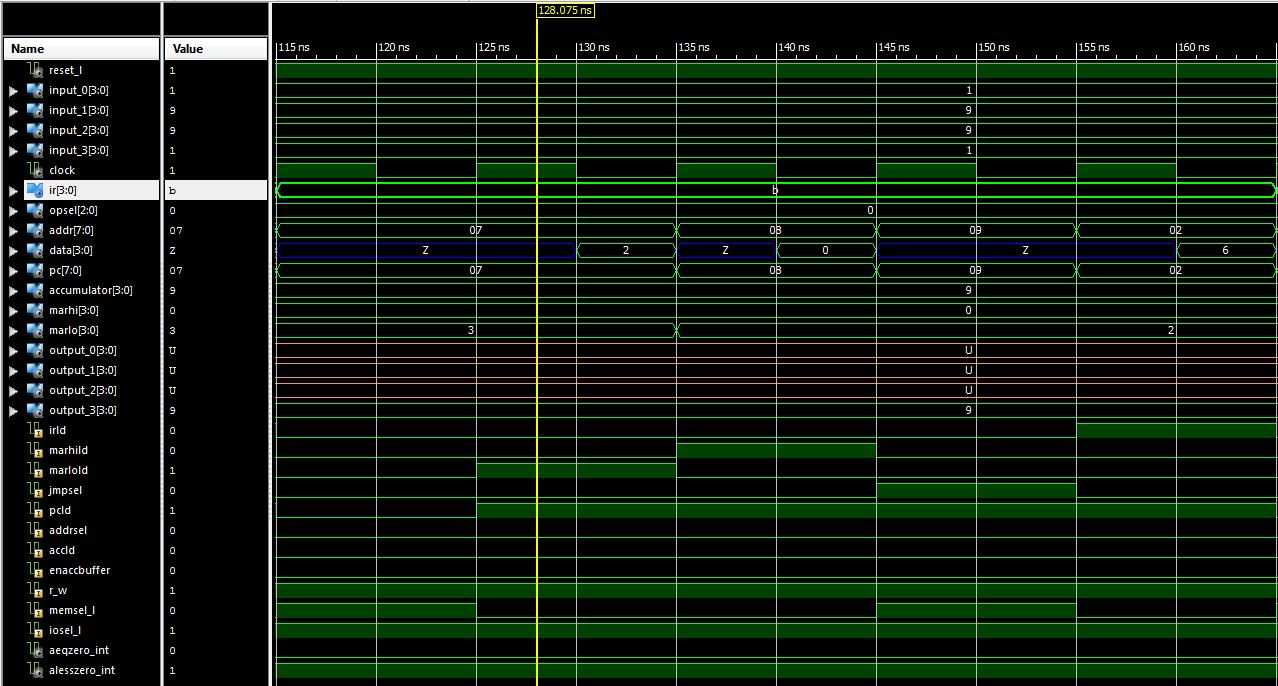 128.075 ns
Name Value 115 ns 120 ns 125 ns 130 ns 135 ns 140 ns 145 ns 150 ns 155 ns 160 ns
reset_l 1
input_0[3:0] 1 1
input_1[3:0] 9 9
input_2[3:0] 9 9
input_3[3:0] 1 1
clock 1
ir[3:0] b b
opsel[2:0] 0 0
addr[7:0] 07 07 08 09 02
data[3:0] Z Z 2 Z 0 Z 6
pc[7:0] 07 07 08 09 02
accumulator[3:0] 9 9
marhi[3:0] 0 0
marlo[3:0] 3 3 2
output_0[3:0] U U
output_1[3:0] U U
output_2[3:0] U U
output_3[3:0] 9 9
irld 0
marhild 0
marlold 1
jmpsel 0
pcld 1
addrsel 0
accld 0
enaccbuffer 0
r_w 1
memsel_l 0
iosel_l 1
aeqzero_int 0
alesszero_int 1